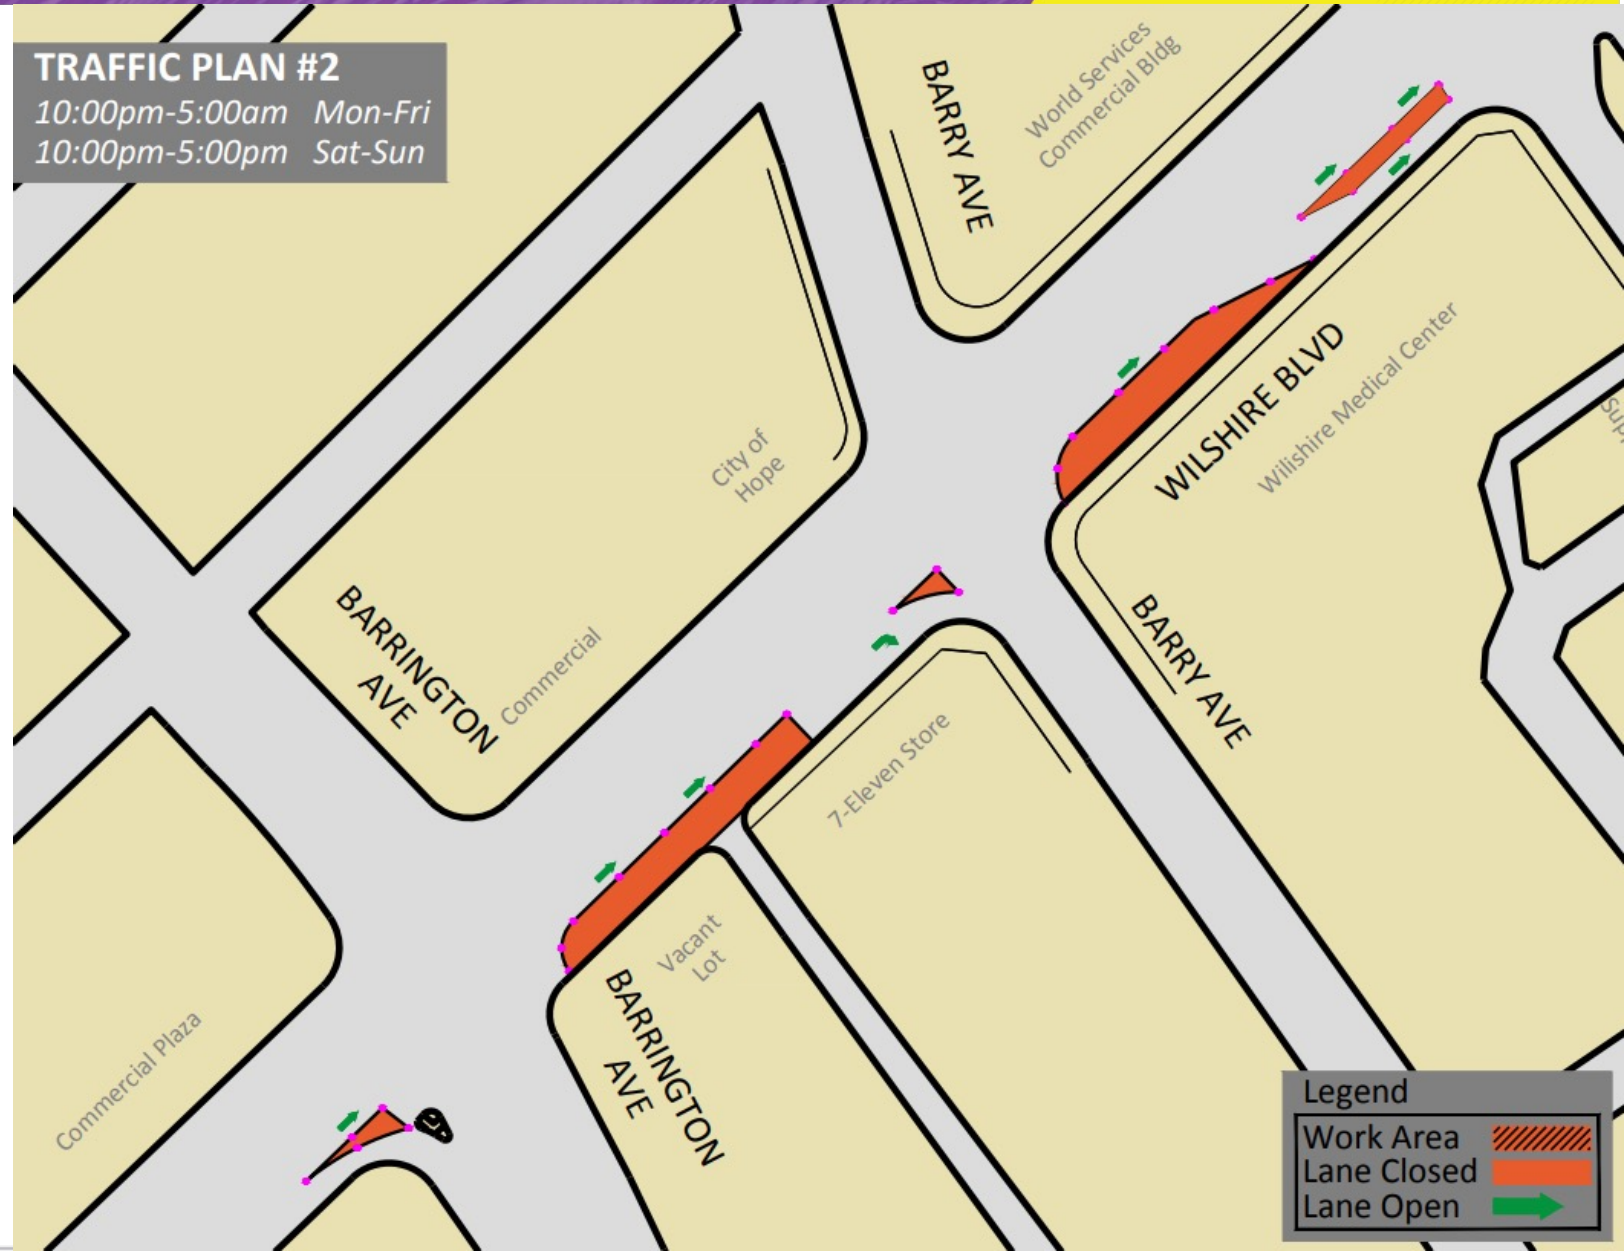 TRAFFIC PLAN #2
10:00pm-5:00am Mon-Fri
10:00pm-5:00pm Sat-Sun
BARRY AVE
World Services
Commercial Bldg
City of
Hope
WILSHIRE BLVD
Wilishire Medical Center
BARRINGTON
AVE
Commercial
BARRY AVE
7-Eleven Store
Vacant
Lot
BARRINGTON
AVE
Commercial Plaza
Legend
Work Area
Lane Closed
Lane Open